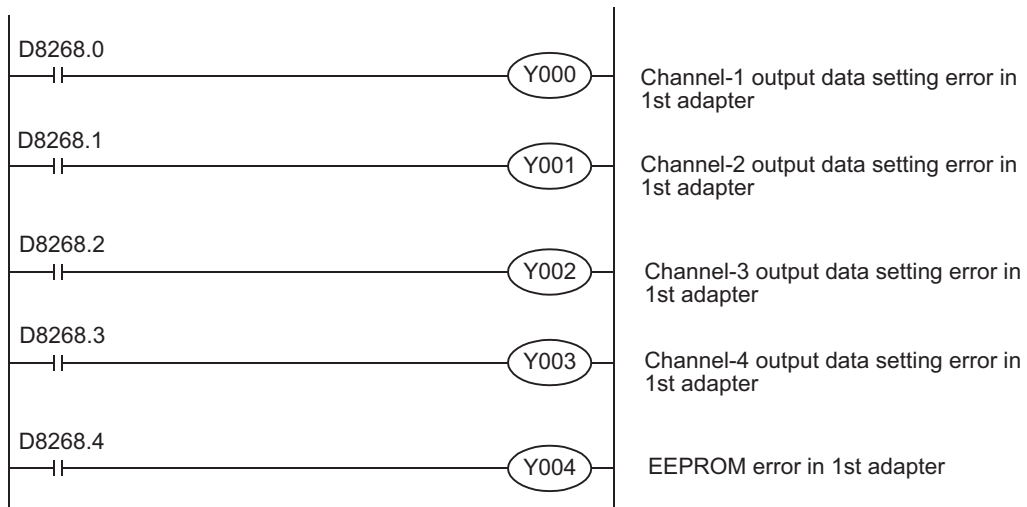 D8268.0
Y000
Channel-1 output data setting error in
1st adapter
D8268.1
Y001
Channel-2 output data setting error in
1st adapter
D8268.2
Y002
Channel-3 output data setting error in
1st adapter
D8268.3
Y003
Channel-4 output data setting error in
1st adapter
D8268.4
Y004
EEPROM error in 1st adapter